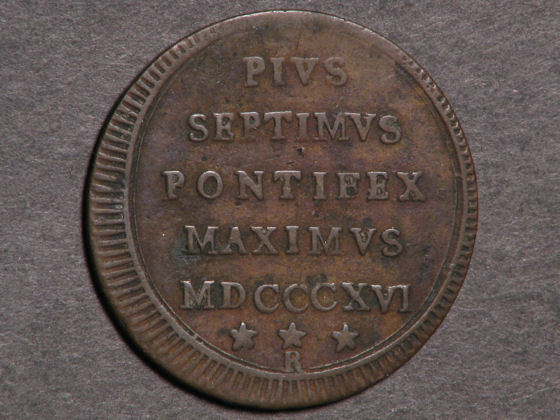 PIVS
SEPTIMVS
PONTIFEX
MAXIMVS
MDCCCXVI
R